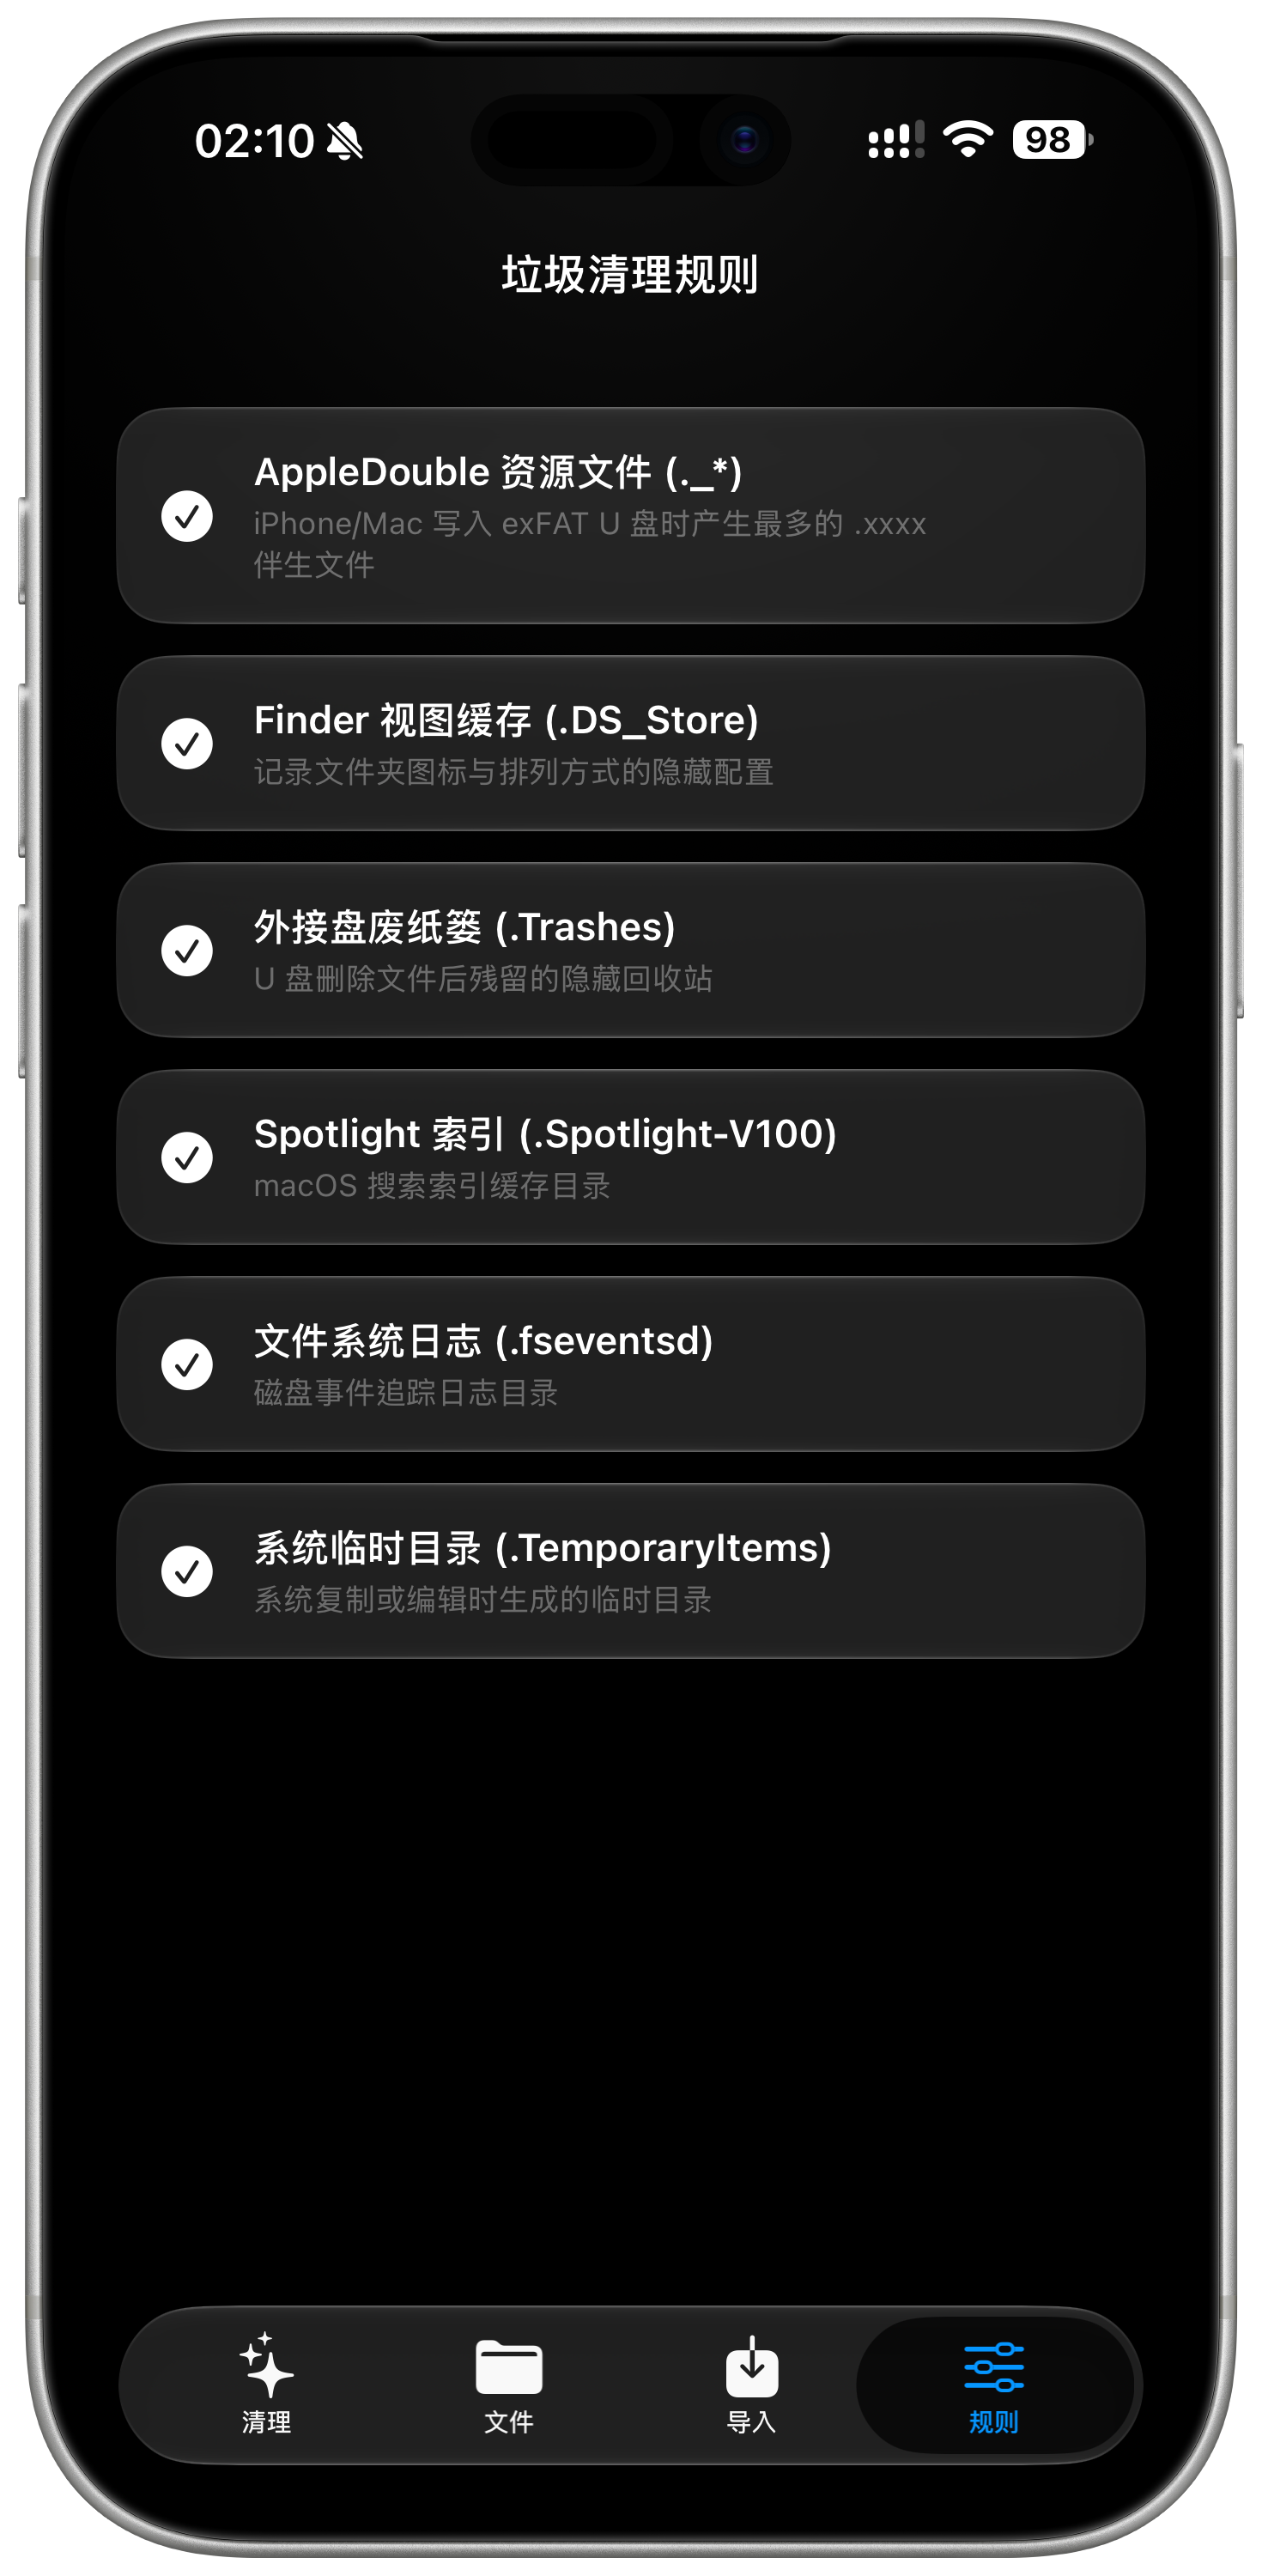 02:10
98
垃圾清理规则
AppleDouble 资源文件 (._*)
iPhone/Mac 写入 exFAT U 盘时产生最多的 .xxxx
伴生文件
Finder 视图缓存 (.DS_Store)
记录文件夹图标与排列方式的隐藏配置
外接盘废纸篓 (.Trashes)
U 盘删除文件后残留的隐藏回收站
Spotlight 索引 (.Spotlight-V100)
macOS 搜索索引缓存目录
文件系统日志 (.fseventsd)
磁盘事件追踪日志目录
系统临时目录 (.TemporaryItems)
系统复制或编辑时生成的临时目录
清理
文件
导入
规则